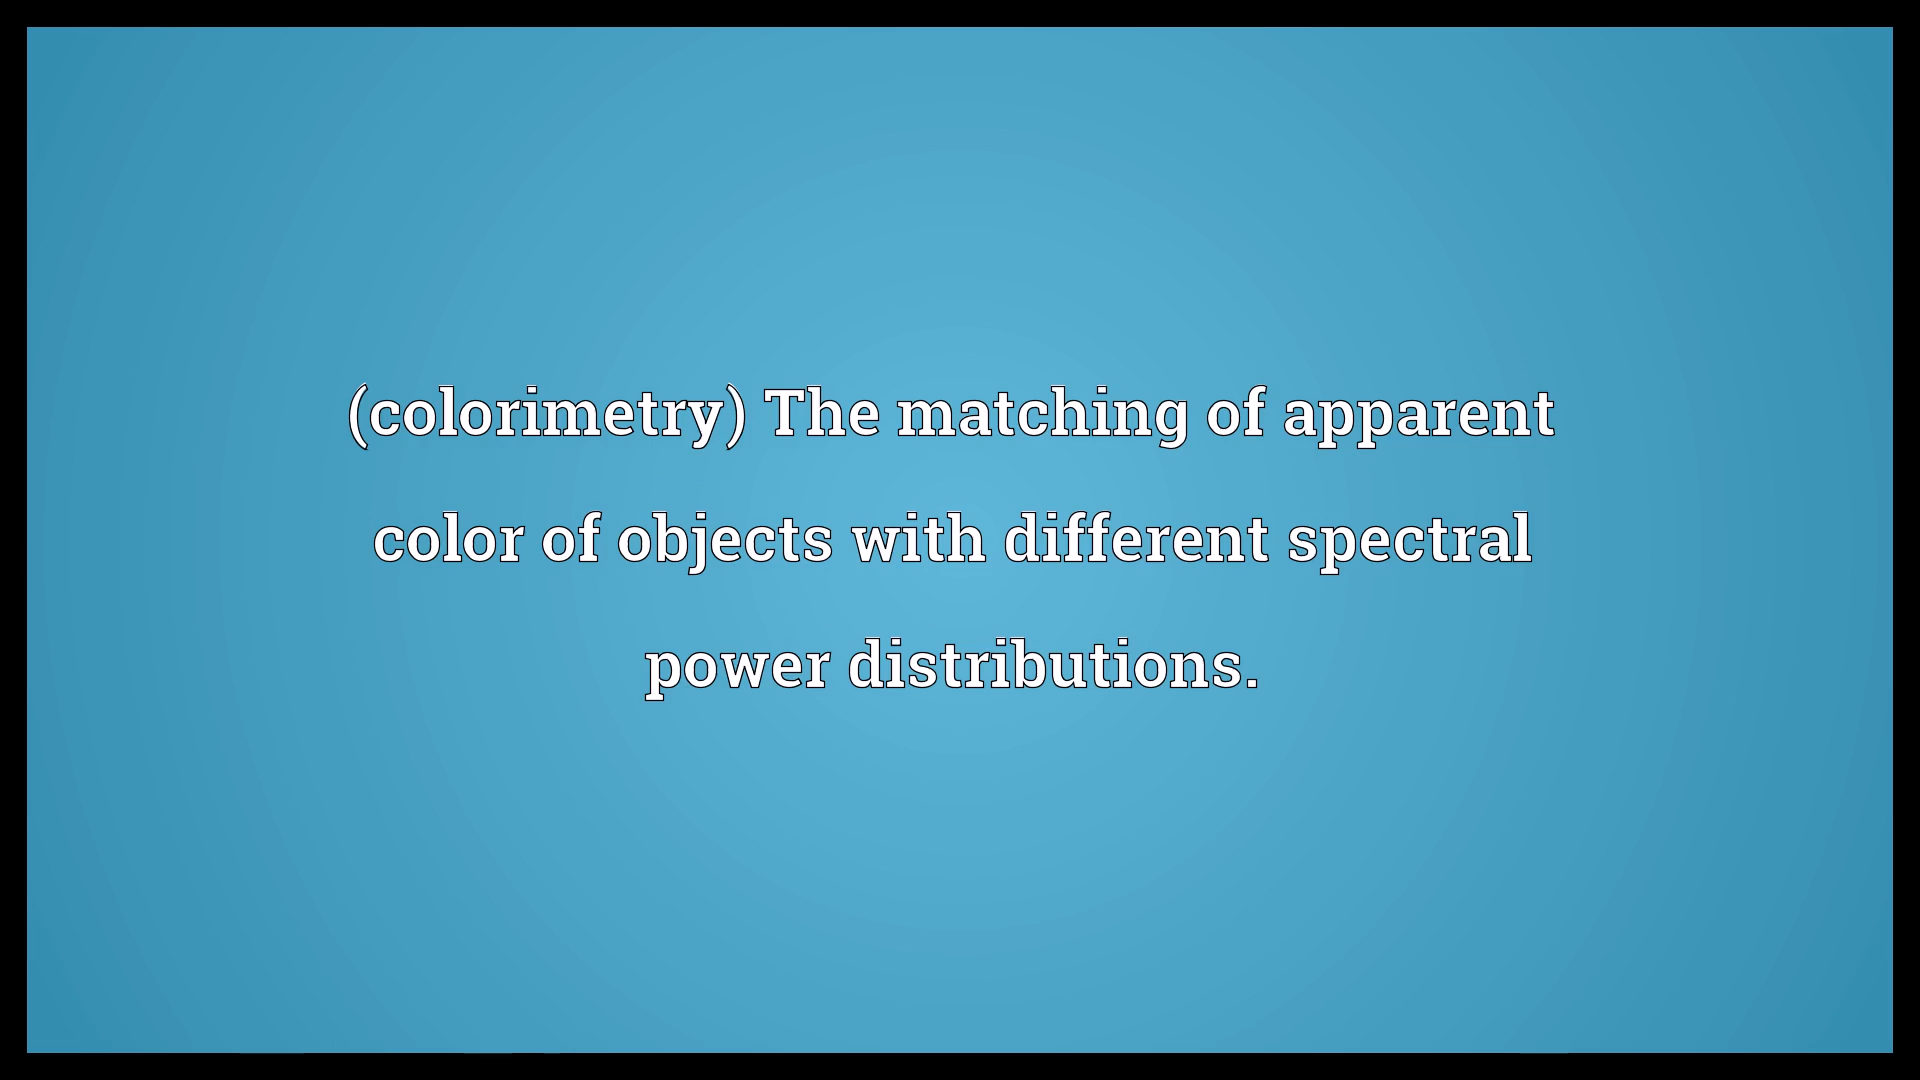 (colorimetry) The matching of apparent
color of objects with different spectral
power distributions.